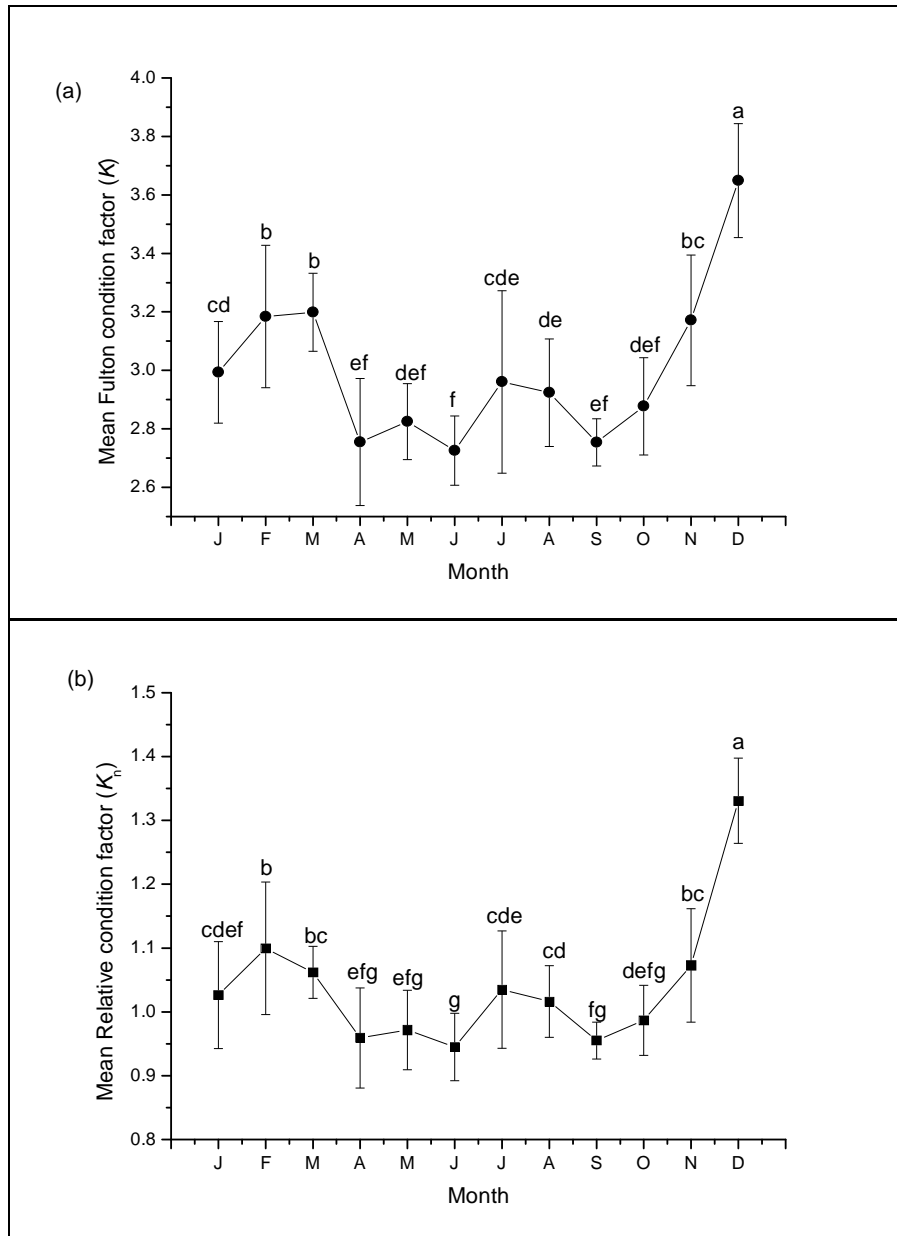 (a)
Mean Fulton condition factor (K)
4.0
3.8
3.6
3.4
3.2
3.0
2.8
2.6
cd b b ef def f cde de ef def bc a
J F M A M J J A S O N D
Month
(b)
Mean Relative condition factor (Kn)
1.5
1.4
1.3
1.2
1.1
1.0
0.9
0.8
cdef b bc efg efg g cde cd fg defg bc a
J F M A M J J A S O N D
Month